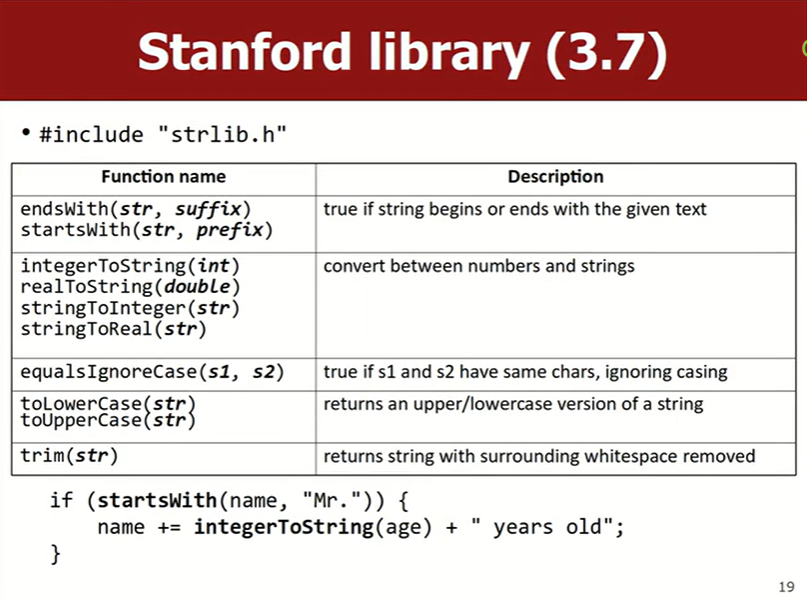 Stanford library (3.7)
• #include "strlib.h"
Function name Description
endsWith(str, suffix) true if string begins or ends with the given text
startsWith(str, prefix)
integerToString(int) convert between numbers and strings
realToString(double)
stringToInteger(str)
stringToReal(str)
equalsIgnoreCase(s1, s2) true if s1 and s2 have same chars, ignoring casing
toLowerCase(str) returns an upper/lowercase version of a string
toUpperCase(str)
trim(str) returns string with surrounding whitespace removed
if (startsWith(name, "Mr.")) {
name += integerToString(age) + " years old";
}
19